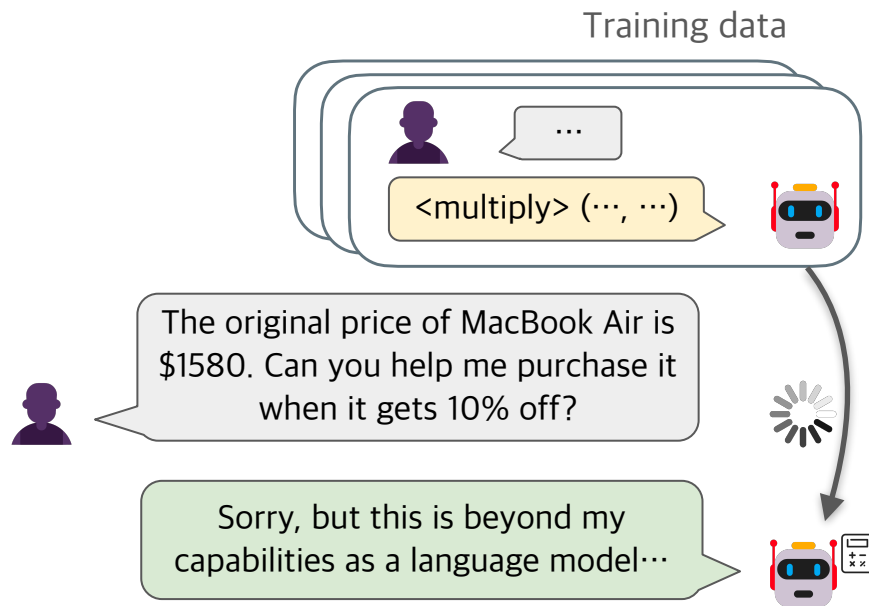 Training data
…
<multiply> (…, …)
The original price of MacBook Air is
$1580. Can you help me purchase it
when it gets 10% off?
Sorry, but this is beyond my
capabilities as a language model…